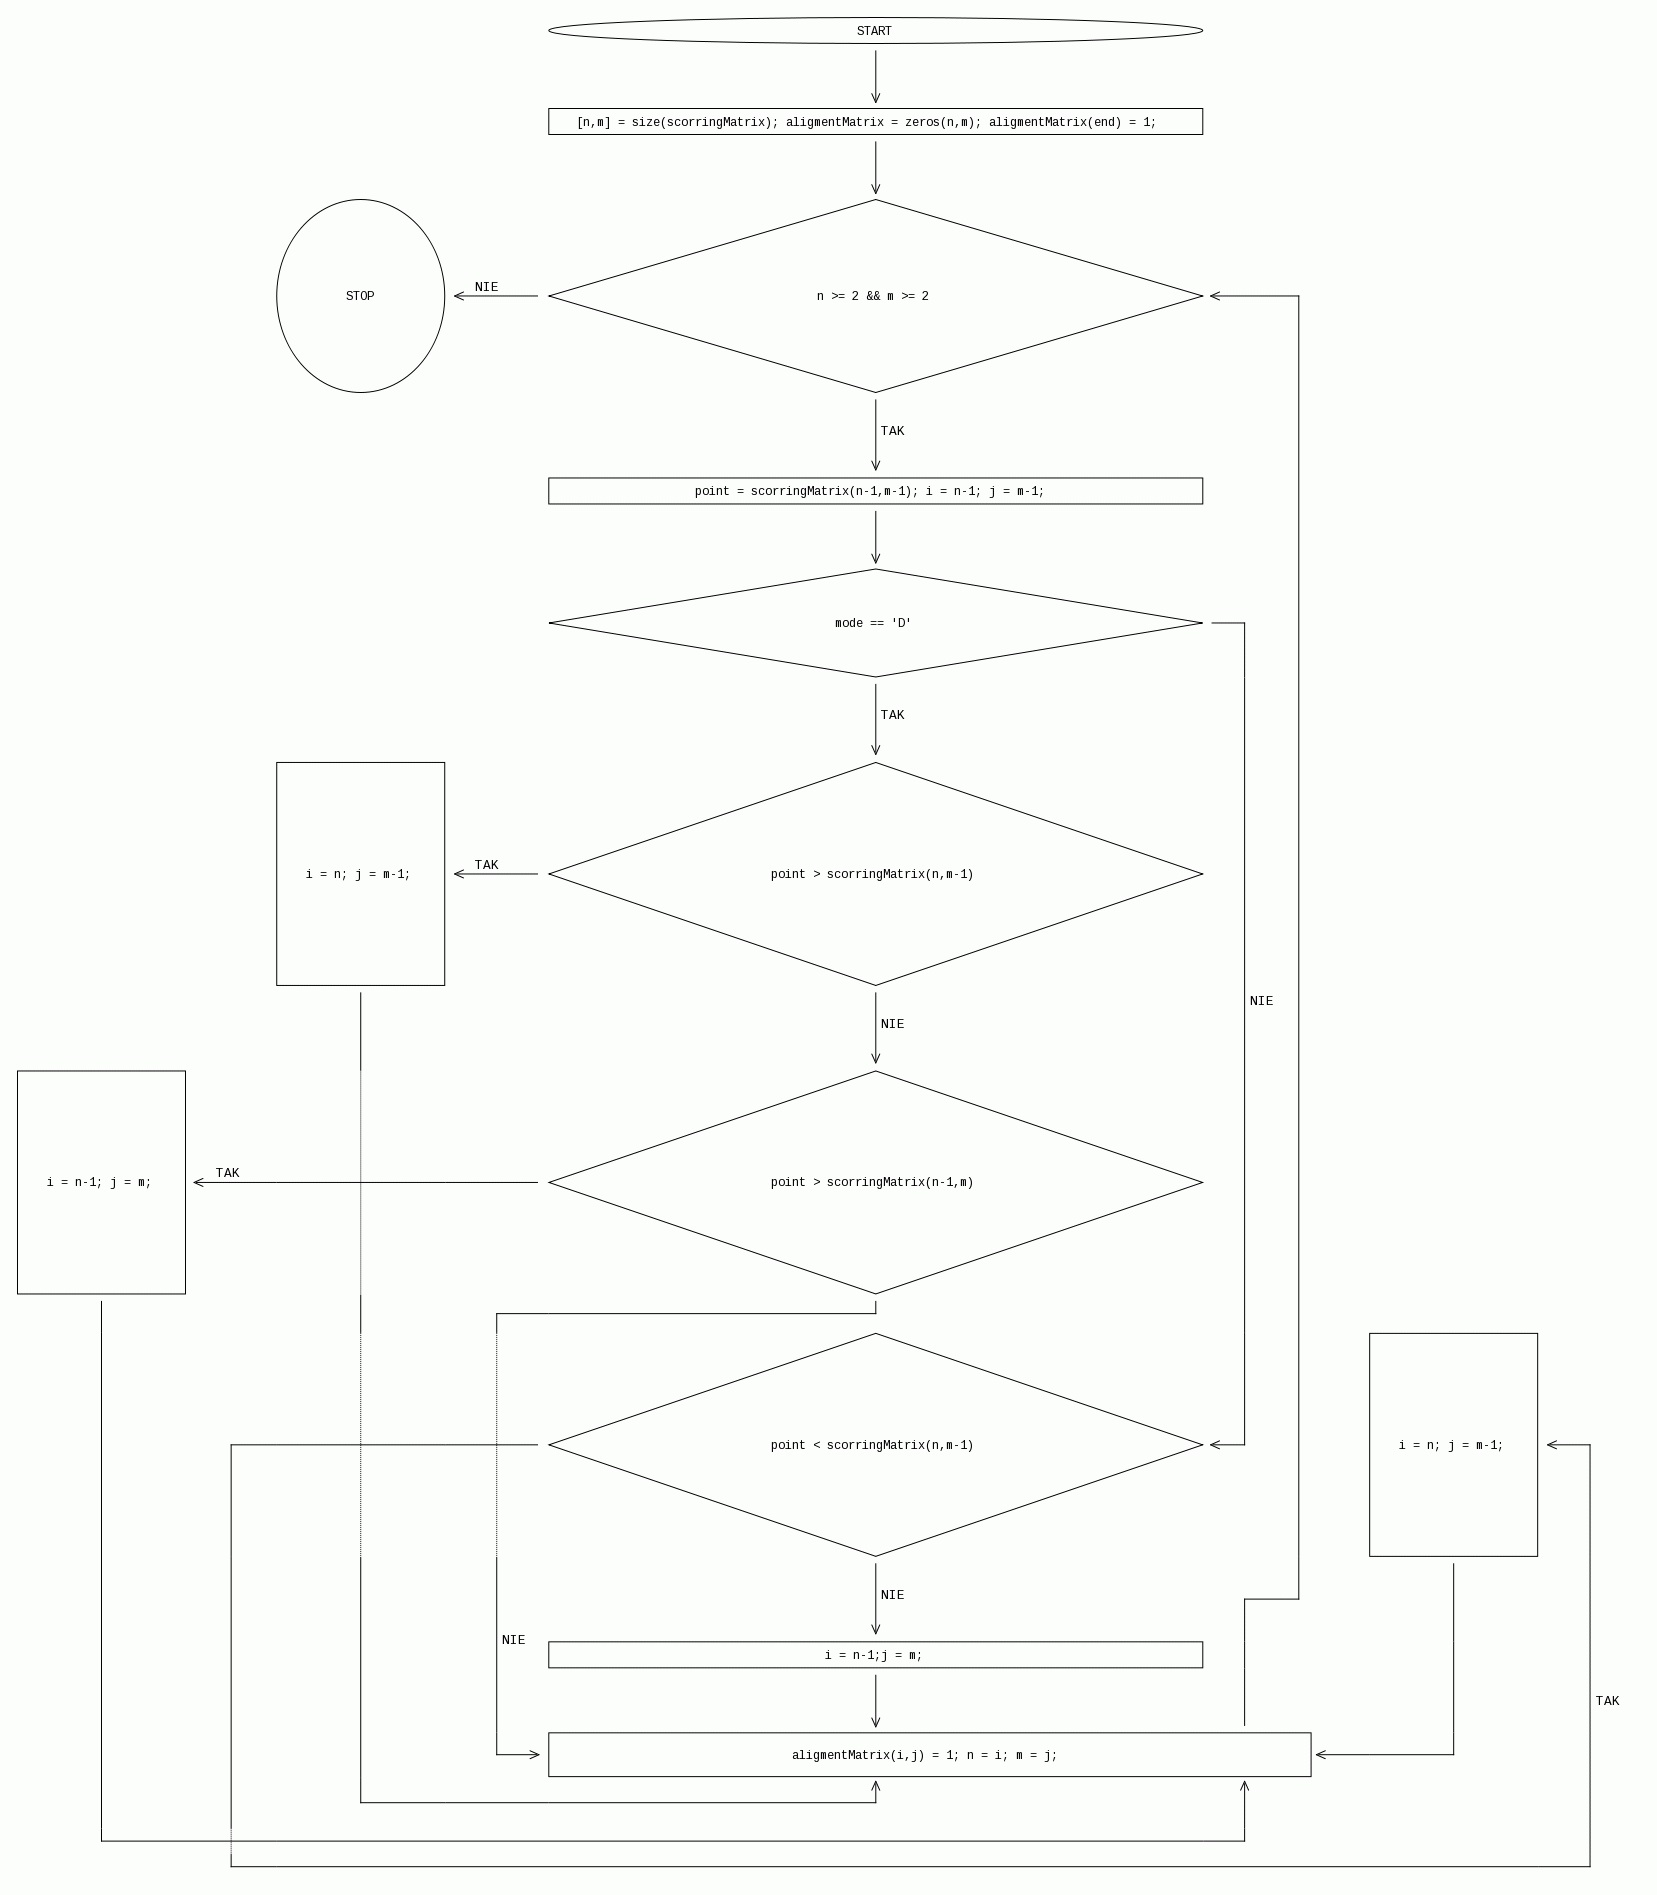 START
[n,m] = size(scorringMatrix); aligmentMatrix = zeros(n,m); aligmentMatrix(end) = 1;
NIE
STOP
n >= 2 && m >= 2
TAK
point = scorringMatrix(n-1,m-1); i = n-1; j = m-1;
mode == 'D'
TAK
TAK
i = n; j = m-1;
point > scorringMatrix(n,m-1)
NIE
NIE
TAK
i = n-1; j = m;
point > scorringMatrix(n-1,m)
point < scorringMatrix(n,m-1)
i = n; j = m-1;
NIE
NIE
i = n-1;j = m;
TAK
aligmentMatrix(i,j) = 1; n = i; m = j;